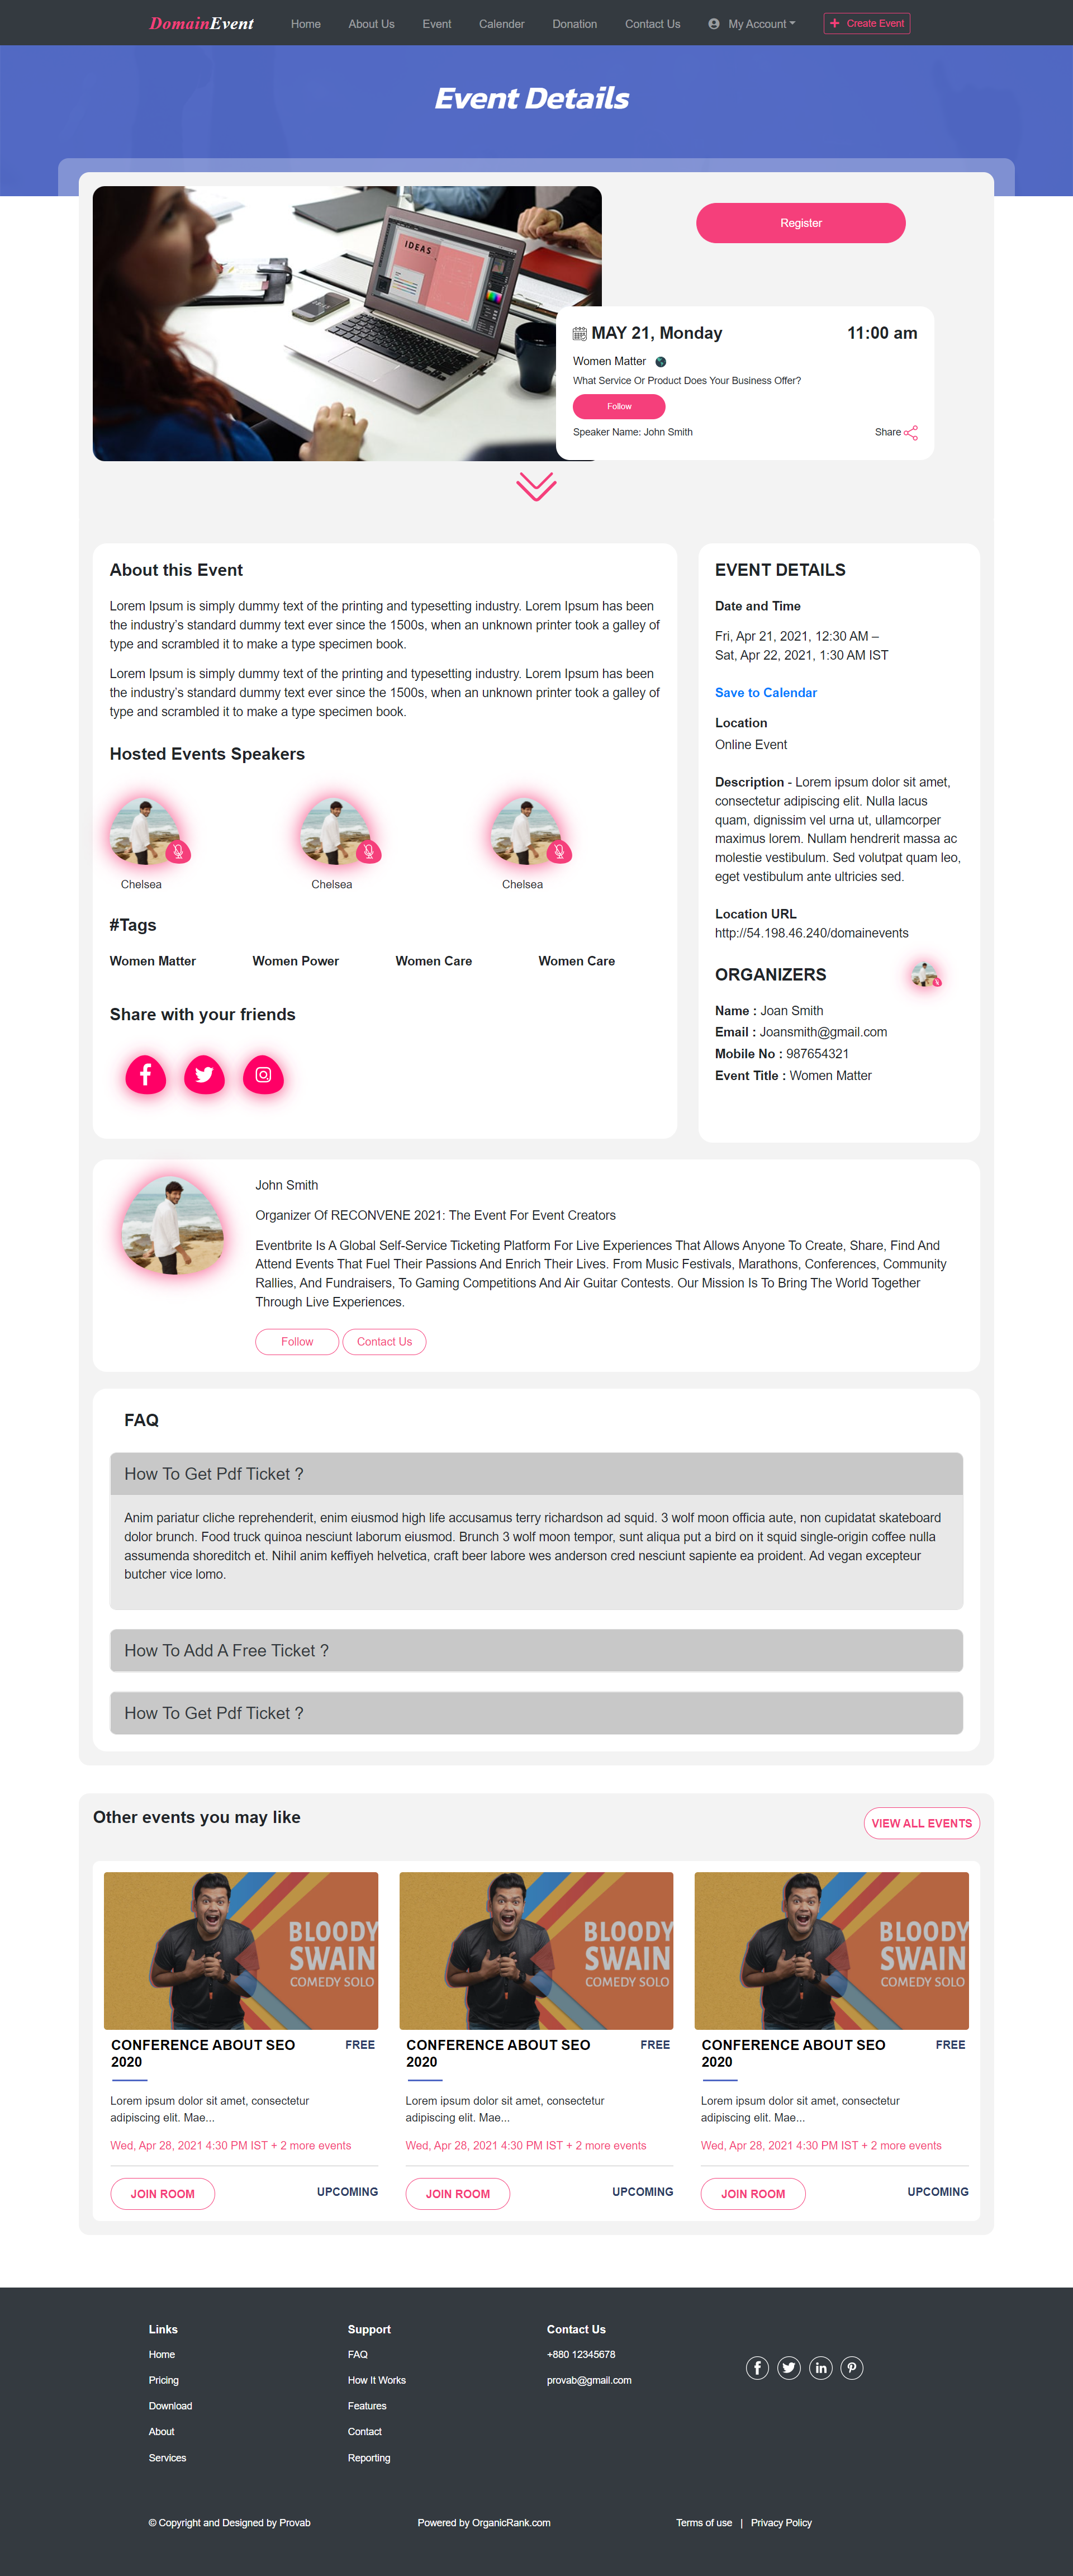 DomainEvent
Home
About Us
Event
Calender
Donation
Contact Us
My Account
Create Event
Event Details
IDEAS
Register
MAY 21, Monday
11:00 am
Women Matter
What Service Or Product Does Your Business Offer?
Follow
Speaker Name: John Smith
Share
About this Event
Lorem Ipsum is simply dummy text of the printing and typesetting industry. Lorem Ipsum has been
the industry's standard dummy text ever since the 1500s, when an unknown printer took a galley of
type and scrambled it to make a type specimen book.
Lorem Ipsum is simply dummy text of the printing and typesetting industry. Lorem Ipsum has been
the industry's standard dummy text ever since the 1500s, when an unknown printer took a galley of
type and scrambled it to make a type specimen book.
Hosted Events Speakers
Chelsea
Chelsea
Chelsea
#Tags
Women Matter
Women Power
Women Care
Women Care
Share with your friends
EVENT DETAILS
Date and Time
Fri, Apr 21, 2021, 12:30 AM –
Sat, Apr 22, 2021, 1:30 AM IST
Save to Calendar
Location
Online Event
Description - Lorem ipsum dolor sit amet,
consectetur adipiscing elit. Nulla lacus
quam, dignissim vel urna ut, ullamcorper
maximus lorem. Nullam hendrerit massa ac
molestie vestibulum. Sed volutpat quam leo,
eget vestibulum ante ultricies sed.
Location URL
http://54.198.46.240/domainevents
ORGANIZERS
Name : Joan Smith
Email : Joansmith@gmail.com
Mobile No : 987654321
Event Title : Women Matter
John Smith
Organizer Of RECONVENE 2021: The Event For Event Creators
Eventbrite Is A Global Self-Service Ticketing Platform For Live Experiences That Allows Anyone To Create, Share, Find And
Attend Events That Fuel Their Passions And Enrich Their Lives. From Music Festivals, Marathons, Conferences, Community
Rallies, And Fundraisers, To Gaming Competitions And Air Guitar Contests. Our Mission Is To Bring The World Together
Through Live Experiences.
Follow
Contact Us
FAQ
How To Get Pdf Ticket ?
Anim pariatur cliche reprehenderit, enim eiusmod high life accusamus terry richardson ad squid. 3 wolf moon officia aute, non cupidatat skateboard
dolor brunch. Food truck quinoa nesciunt laborum eiusmod. Brunch 3 wolf moon tempor, sunt aliqua put a bird on it squid single-origin coffee nulla
assumenda shoreditch et. Nihil anim keffiyeh helvetica, craft beer labore wes anderson cred nesciunt sapiente ea proident. Ad vegan excepteur
butcher vice lomo.
How To Add A Free Ticket ?
How To Get Pdf Ticket ?
Other events you may like
VIEW ALL EVENTS
BLOODY
SWAIN
COMEDY SOLO
CONFERENCE ABOUT SEO
2020
FREE
Lorem ipsum dolor sit amet, consectetur
adipiscing elit. Mae...
Wed, Apr 28, 2021 4:30 PM IST + 2 more events
JOIN ROOM
UPCOMING
BLOODY
SWAIN
COMEDY SOLO
CONFERENCE ABOUT SEO
2020
FREE
Lorem ipsum dolor sit amet, consectetur
adipiscing elit. Mae...
Wed, Apr 28, 2021 4:30 PM IST + 2 more events
JOIN ROOM
UPCOMING
BLOODY
SWAIN
COMEDY SOLO
CONFERENCE ABOUT SEO
2020
FREE
Lorem ipsum dolor sit amet, consectetur
adipiscing elit. Mae...
Wed, Apr 28, 2021 4:30 PM IST + 2 more events
JOIN ROOM
UPCOMING
Links
Home
Pricing
Download
About
Services
Support
FAQ
How It Works
Features
Contact
Reporting
Contact Us
+880 12345678
provab@gmail.com
© Copyright and Designed by Provab
Powered by OrganicRank.com
Terms of use | Privacy Policy